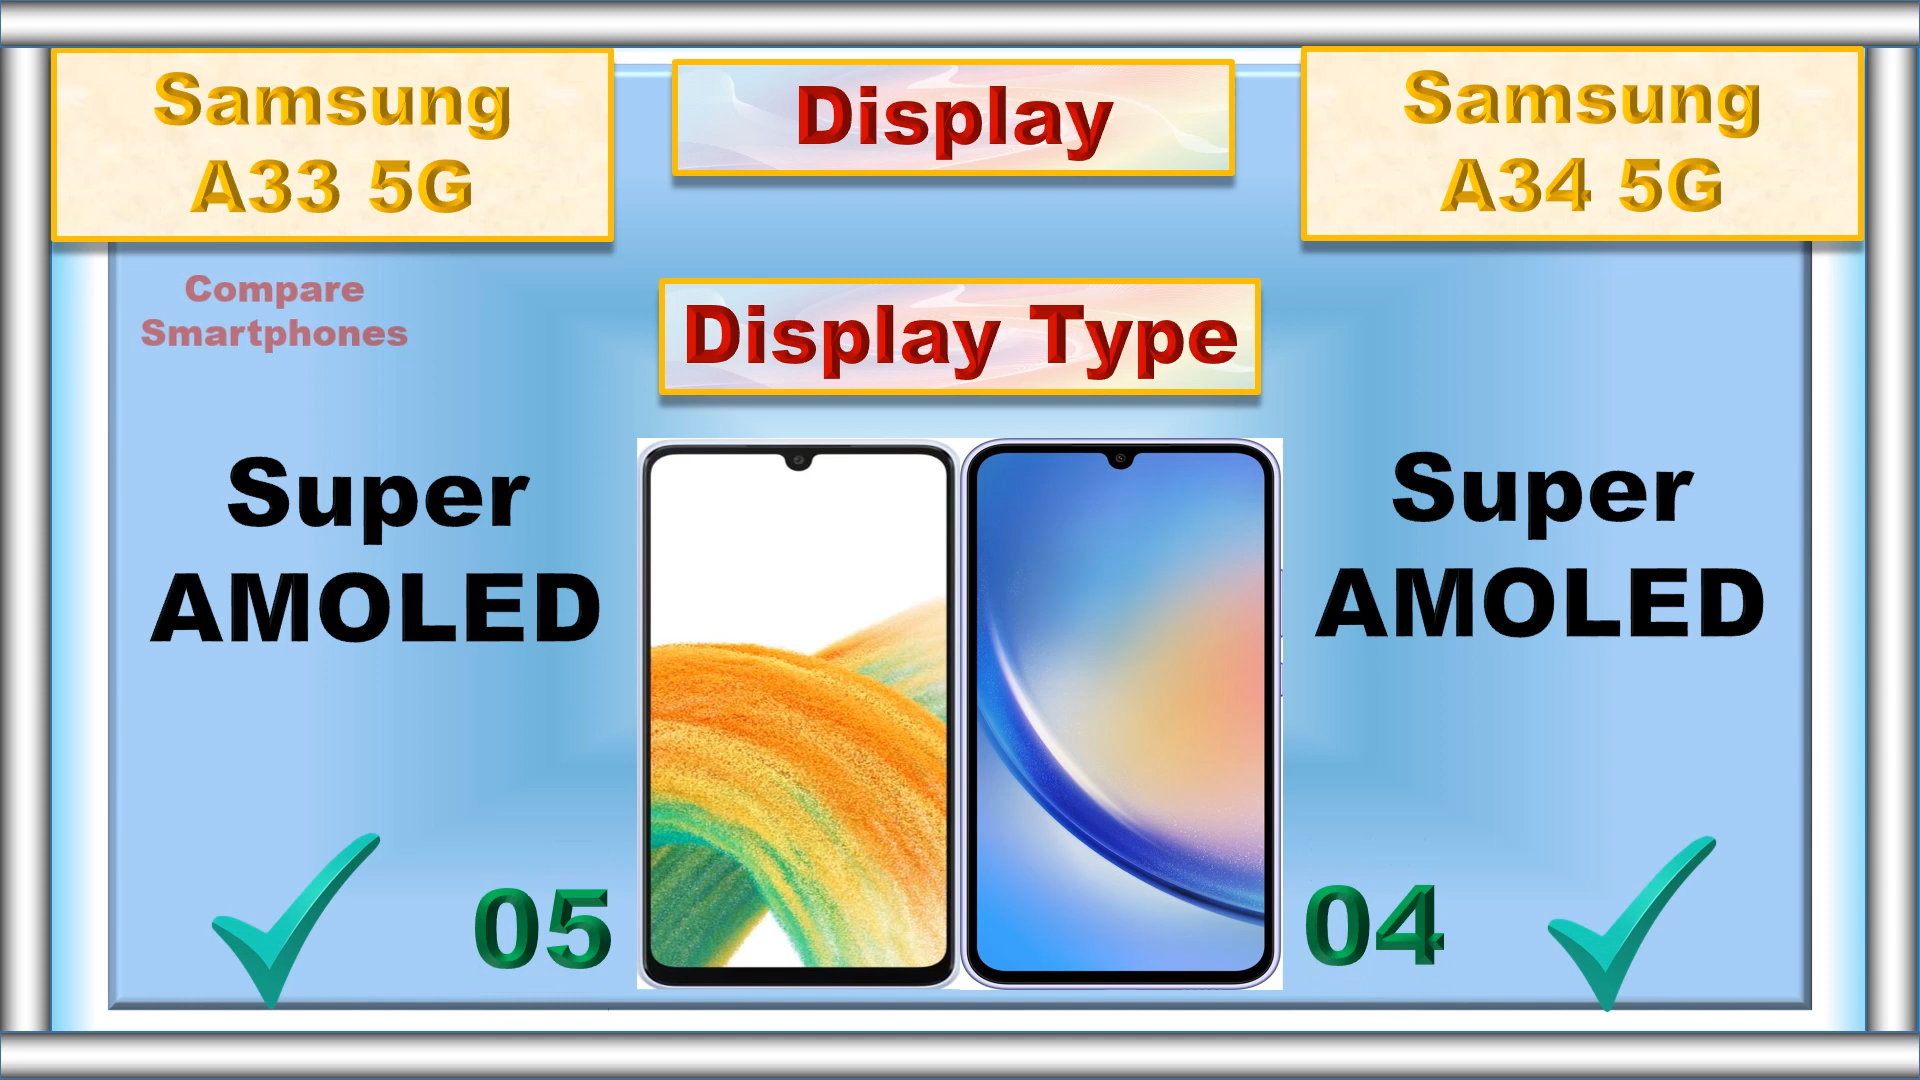 Samsung
A33 5G
Display
Samsung
A34 5G
Compare
Smartphones
Display Type
Super
AMOLED
Super
AMOLED
05
04